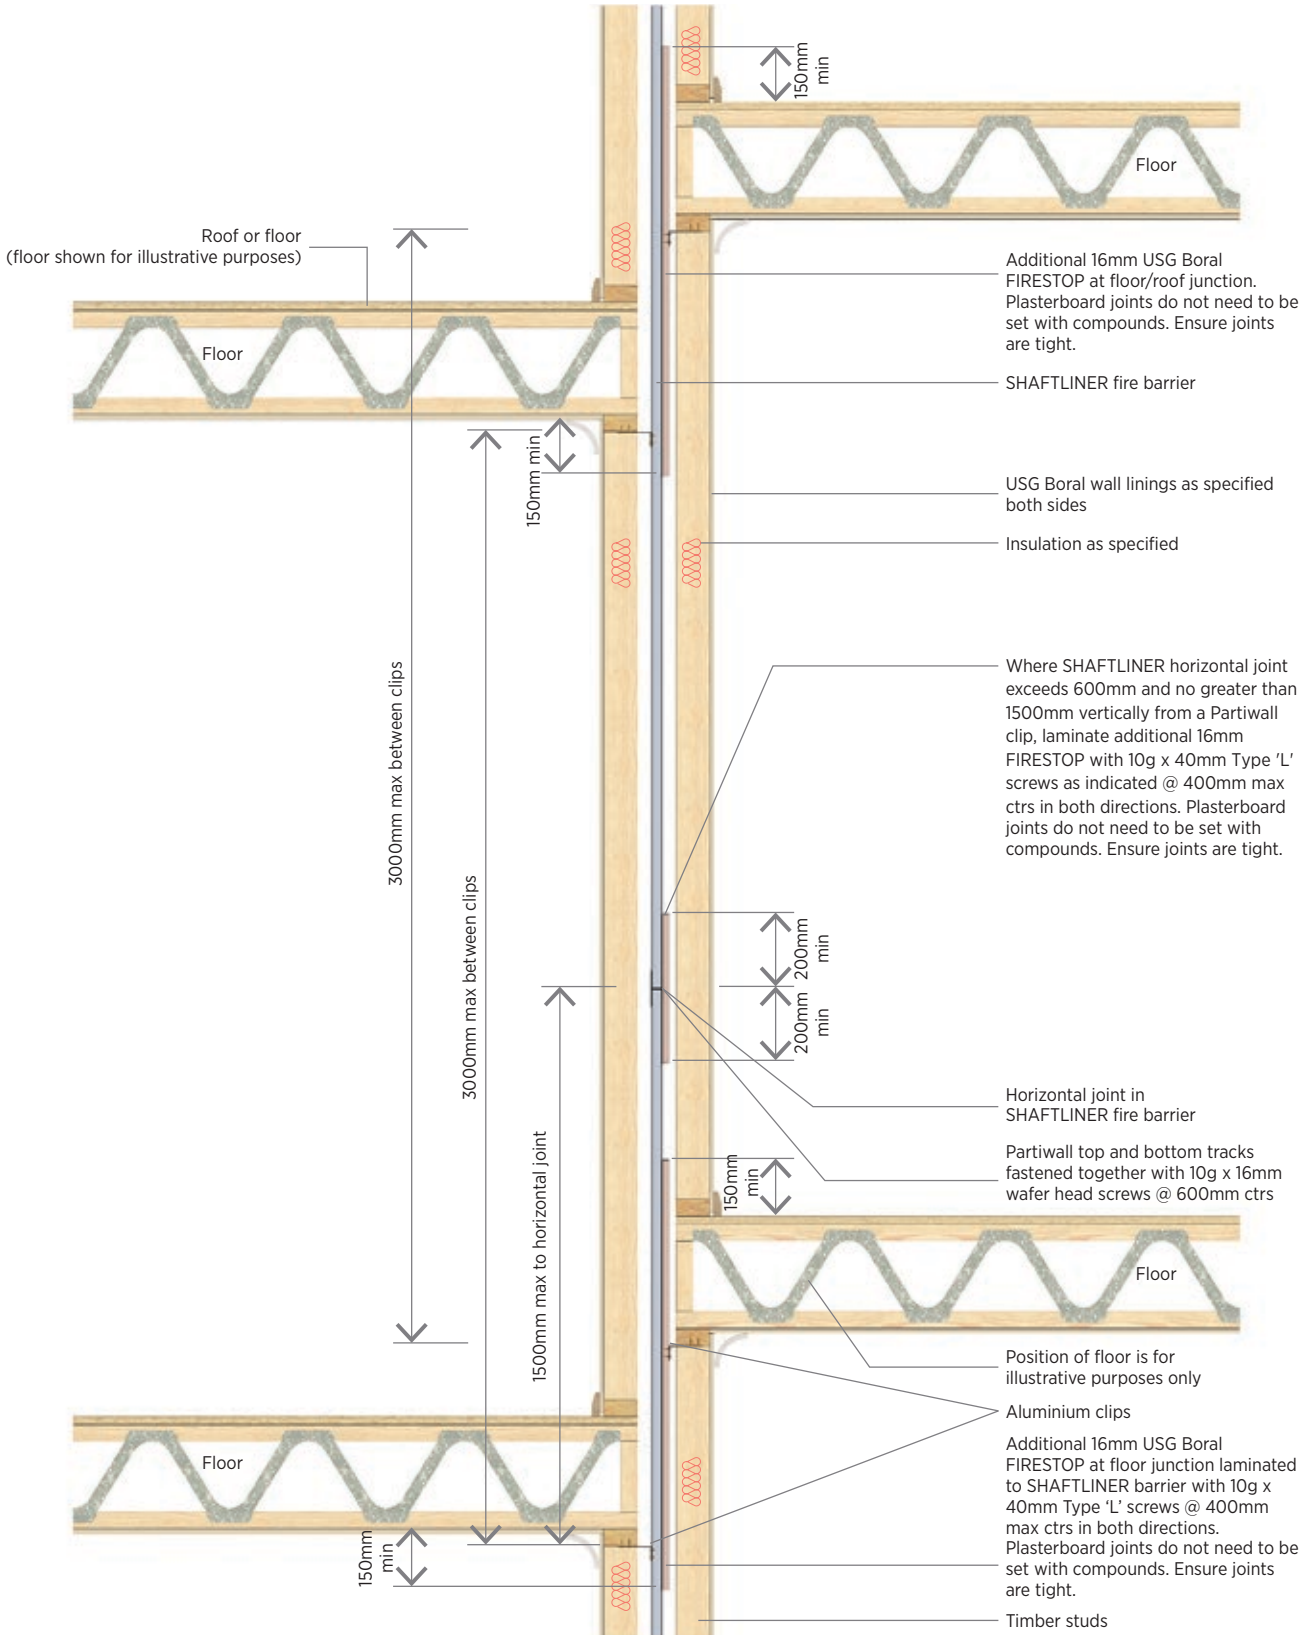 150mm
min
Floor
Roof or floor
(floor shown for illustrative purposes)
Floor
Additional 16mm USG Boral
FIRESTOP at floor/roof junction.
Plasterboard joints do not need to be
set with compounds. Ensure joints
are tight.
SHAFTLINER fire barrier
150mm min
USG Boral wall linings as specified
both sides
Insulation as specified
3000mm max between clips
3000mm max between clips
Where SHAFTLINER horizontal joint
exceeds 600mm and no greater than
1500mm vertically from a Partiwall
clip, laminate additional 16mm
FIRESTOP with 10g x 40mm Type 'L'
screws as indicated @ 400mm max
ctrs in both directions. Plasterboard
joints do not need to be set with
compounds. Ensure joints are tight.
200mm
min
200mm
min
1500mm max to horizontal joint
Horizontal joint in
SHAFTLINER fire barrier
Partiwall top and bottom tracks
fastened together with 10g x 16mm
wafer head screws @ 600mm ctrs
150mm
min
Floor
Position of floor is for
illustrative purposes only
Aluminium clips
Floor
Additional 16mm USG Boral
FIRESTOP at floor junction laminated
to SHAFTLINER barrier with 10g x
40mm Type ‘L’ screws @ 400mm
max ctrs in both directions.
Plasterboard joints do not need to be
set with compounds. Ensure joints
are tight.
150mm
min
Timber studs